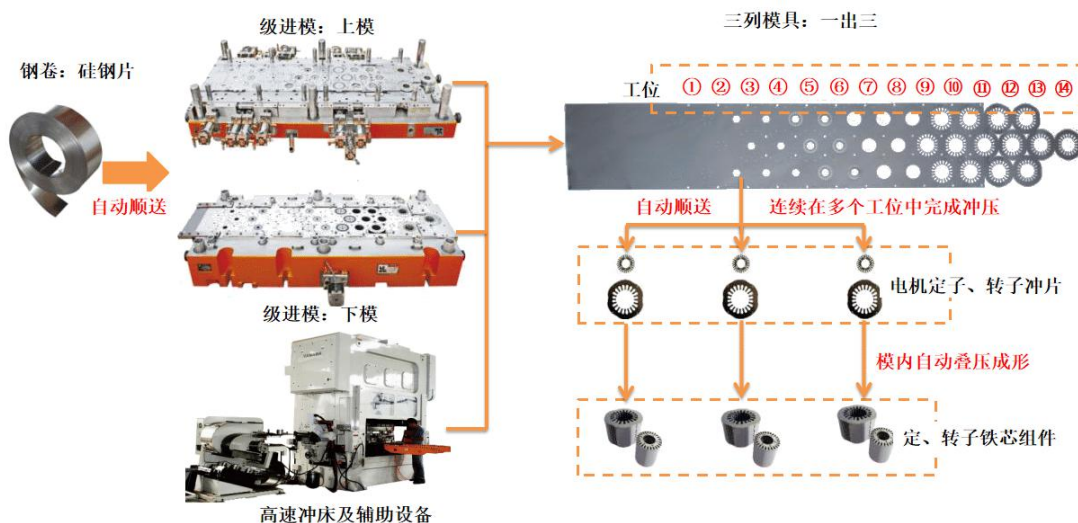 级进模：上模
三列模具：一出三
钢卷：硅钢片
工位 ① ② ③ ④ ⑤ ⑥ ⑦ ⑧ ⑨ ⑩ ⑪ ⑫ ⑬ ⑭
自动顺送
自动顺送
连续在多个工位中完成冲压
电机定子、转子冲片
级进模：下模
模内自动叠压成形
定、转子铁芯组件
高速冲床及辅助设备